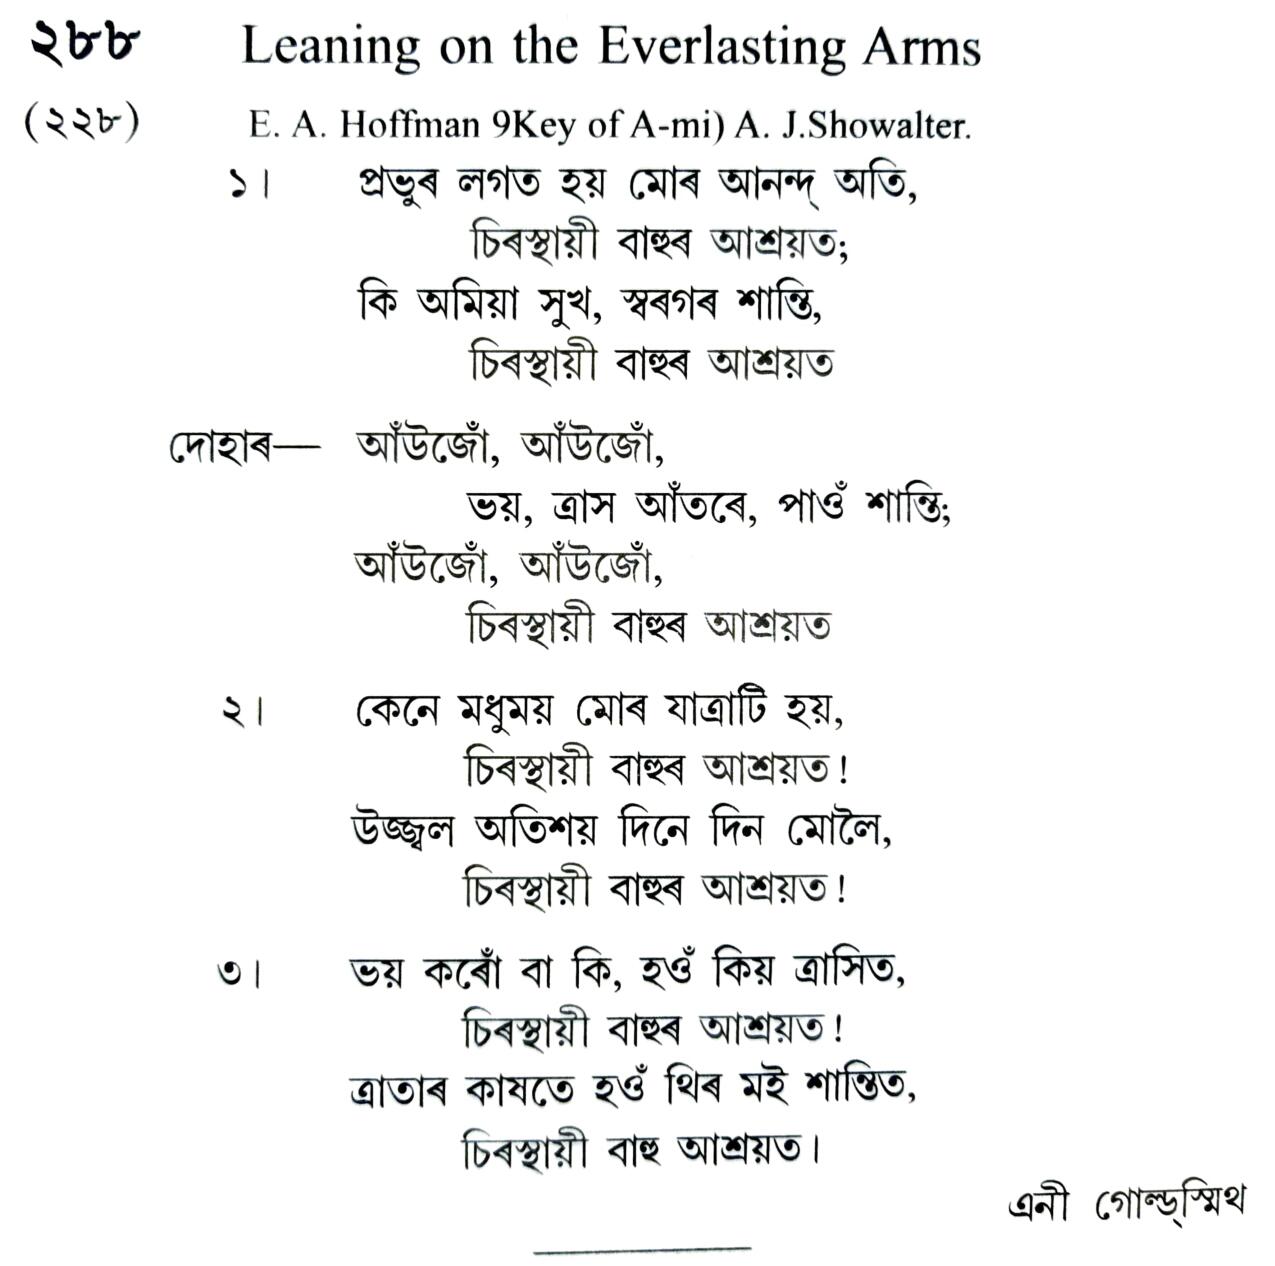 ২৮৮ Leaning on the Everlasting Arms
(২২৮) E. A. Hoffman 9Key of A-mi) A. J.Showalter.
১। প্ৰভুৰ লগত হয় মোৰ আনন্দ্ অতি,
চিৰস্থায়ী বাহুৰ আশ্ৰয়ত;
কি অমিয়া সুখ, স্বৰগৰ শান্তি,
চিৰস্থায়ী বাহুৰ আশ্ৰয়ত
দোহাৰ— আঁউজোঁ, আঁউজোঁ,
ভয়, ত্ৰাস আঁতৰে, পাওঁ শান্তি;
আঁউজোঁ, আঁউজোঁ,
চিৰস্থায়ী বাহুৰ আশ্ৰয়ত
২। কেনে মধুময় মোৰ যাত্ৰাটি হয়,
চিৰস্থায়ী বাহুৰ আশ্ৰয়ত!
উজ্জ্বল অতিশয় দিনে দিন মোলৈ,
চিৰস্থায়ী বাহুৰ আশ্ৰয়ত!
৩। ভয় কৰোঁ বা কি, হওঁ কিয় ত্ৰাসিত,
চিৰস্থায়ী বাহুৰ আশ্ৰয়ত!
ত্ৰাতাৰ কাষতে হওঁ থিৰ মই শান্তিত,
চিৰস্থায়ী বাহু আশ্ৰয়ত।
এনী গোল্ড্স্মিথ